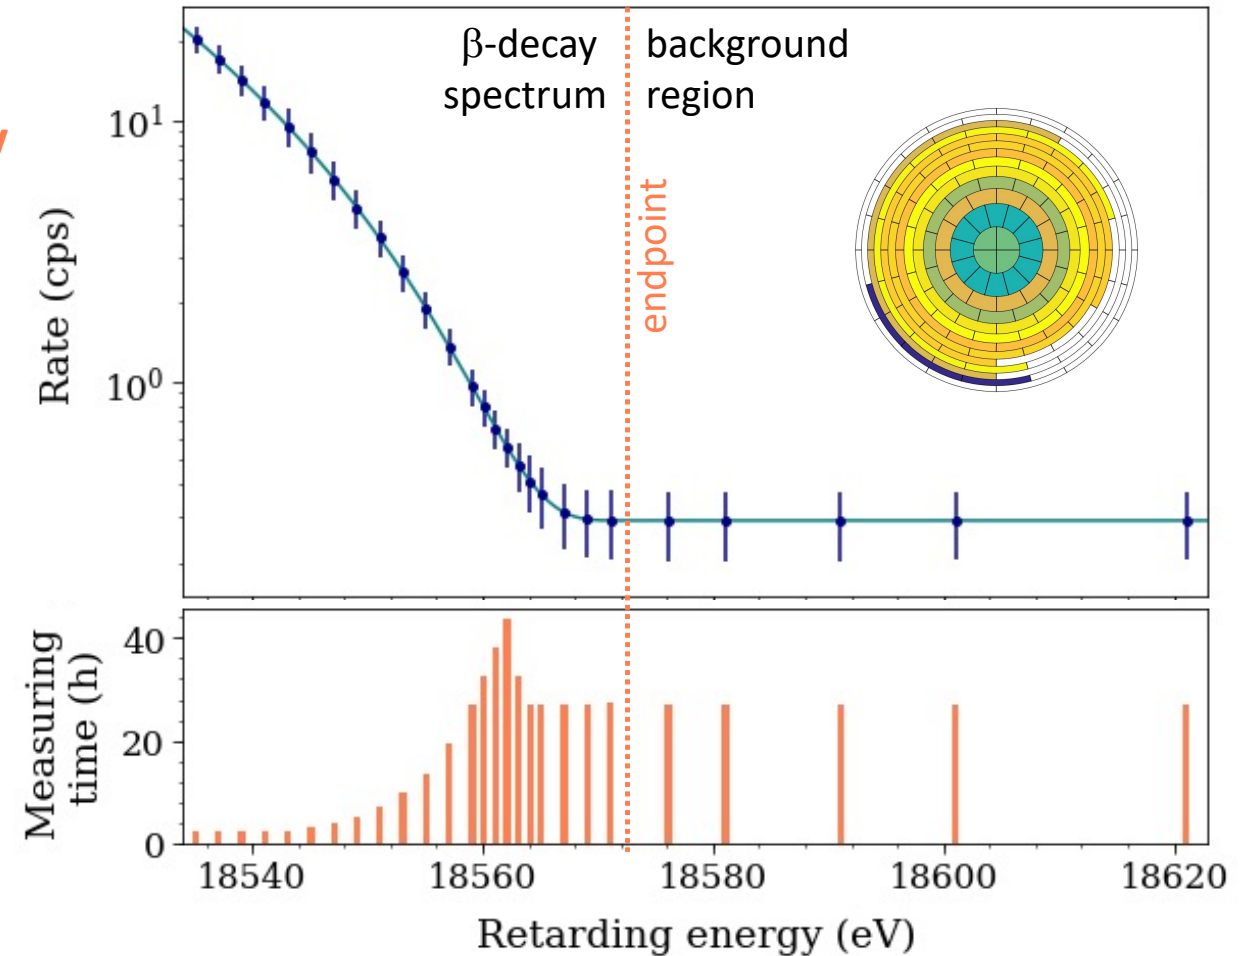 β-decay
spectrum
background
region
endpoint
Rate (cps)
10¹
10⁰
Measuring
time (h)
40
20
0
18540
18560
18580
18600
18620
Retarding energy (eV)